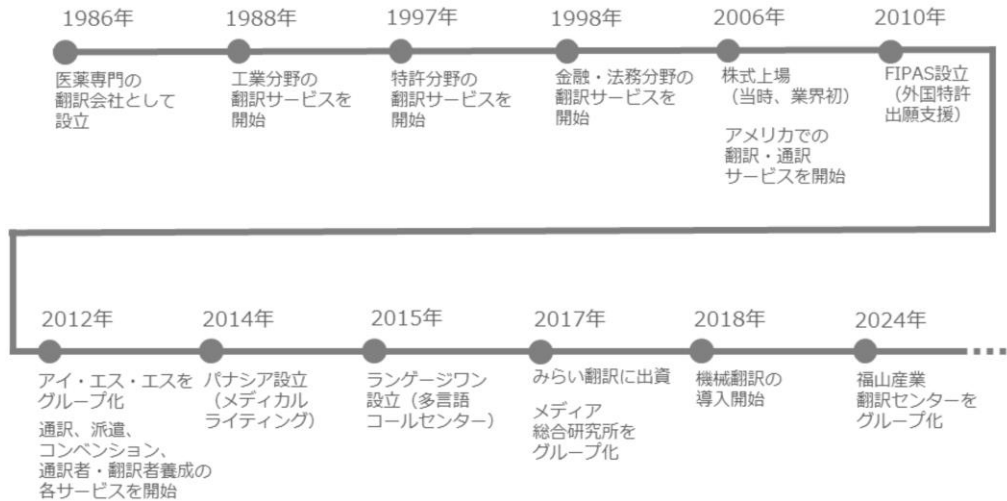 1986年
医薬専門の
翻訳会社として
設立
1988年
工業分野の
翻訳サービスを
開始
1997年
特許分野の
翻訳サービスを
開始
1998年
金融・法務分野の
翻訳サービスを
開始
2006年
株式上場
（当時、業界初）
アメリカでの
翻訳・通訳
サービスを開始
2010年
FIPAS設立
（外国特許
出願支援）
2012年
アイ・エス・エスを
グループ化
通訳、派遣、
コンベンション、
通訳者・翻訳者養成の
各サービスを開始
2014年
パナシア設立
（メディカル
ライティング）
2015年
ランゲージワン
設立（多言語
コールセンター）
2017年
みらい翻訳に出資
メディア
総合研究所を
グループ化
2018年
機械翻訳の
導入開始
2024年
福山産業
翻訳センターを
グループ化